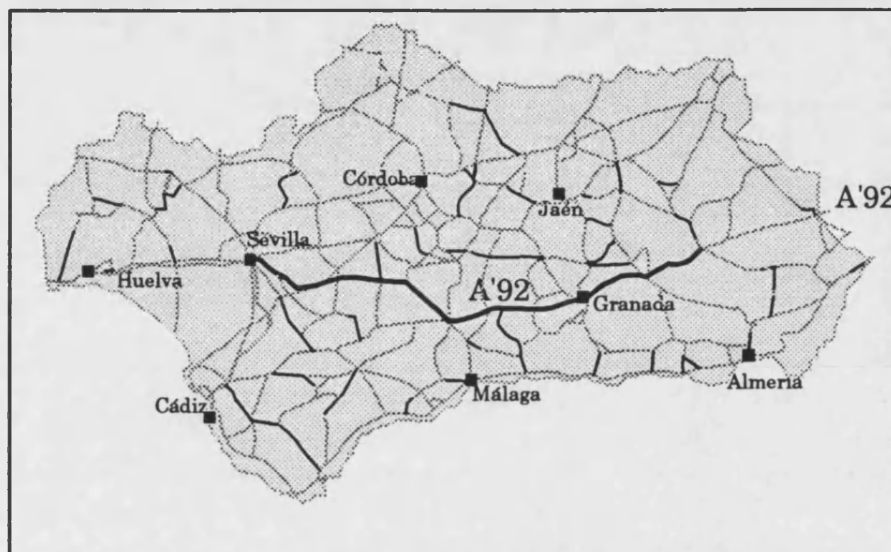 Córdoba
Jaén
A'92
Sevilla
Huelva
A'92
Granada
Málaga
Almería
Cádiz